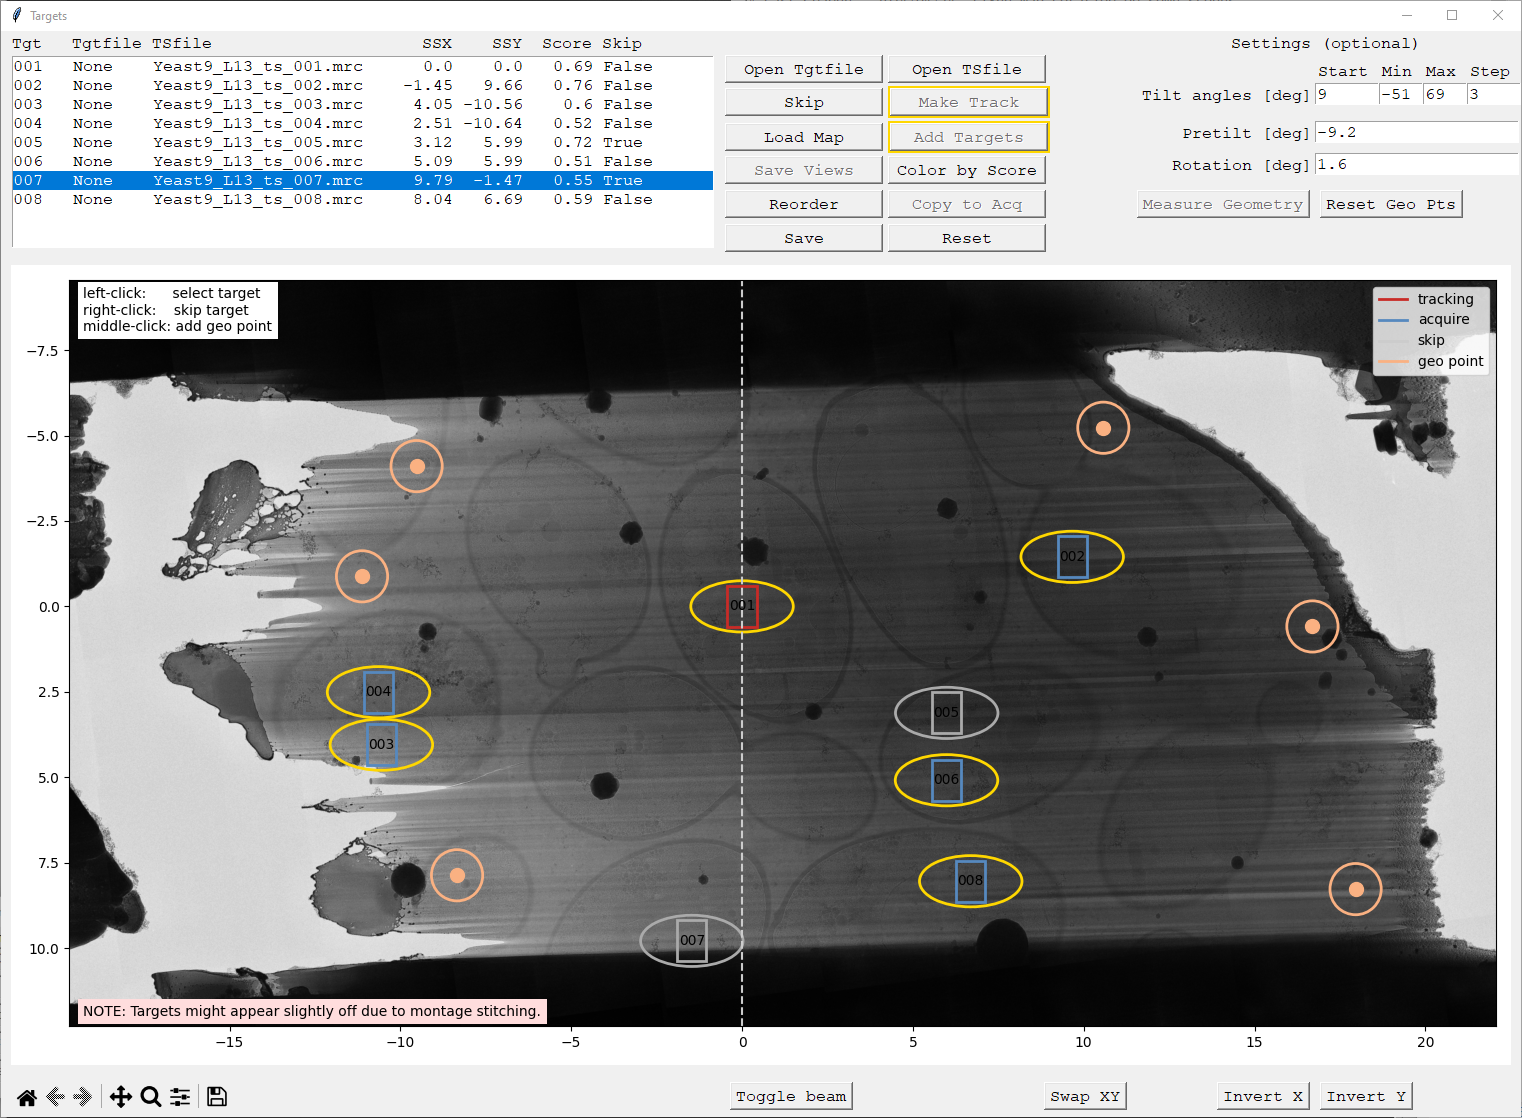 Targets
Tgt Tgtfile TSfile SSX SSY Score Skip
001 None Yeast9_L13_ts_001.mrc 0.0 0.0 0.69 False
002 None Yeast9_L13_ts_002.mrc -1.45 9.66 0.76 False
003 None Yeast9_L13_ts_003.mrc 4.05 -10.56 0.6 False
004 None Yeast9_L13_ts_004.mrc 2.51 -10.64 0.52 False
005 None Yeast9_L13_ts_005.mrc 3.12 5.99 0.72 True
006 None Yeast9_L13_ts_006.mrc 5.09 5.99 0.51 False
007 None Yeast9_L13_ts_007.mrc 9.79 -1.47 0.55 True
008 None Yeast9_L13_ts_008.mrc 8.04 6.69 0.59 False
Open Tgtfile Open TSfile
Skip Make Track
Load Map Add Targets
Save Views Color by Score
Reorder Copy to Acq
Save Reset
Settings (optional)
Start Min Max Step
Tilt angles [deg] 9 -51 69 3
Pretilt [deg] -9.2
Rotation [deg] 1.6
Measure Geometry Reset Geo Pts
left-click: select target
right-click: skip target
middle-click: add geo point
tracking
acquire
skip
geo point
−7.5
−5.0
−2.5
0.0
2.5
5.0
7.5
10.0
002
001
004
005
003
006
008
007
NOTE: Targets might appear slightly off due to montage stitching.
−15 −10 −5 0 5 10 15 20
Toggle beam Swap XY Invert X Invert Y